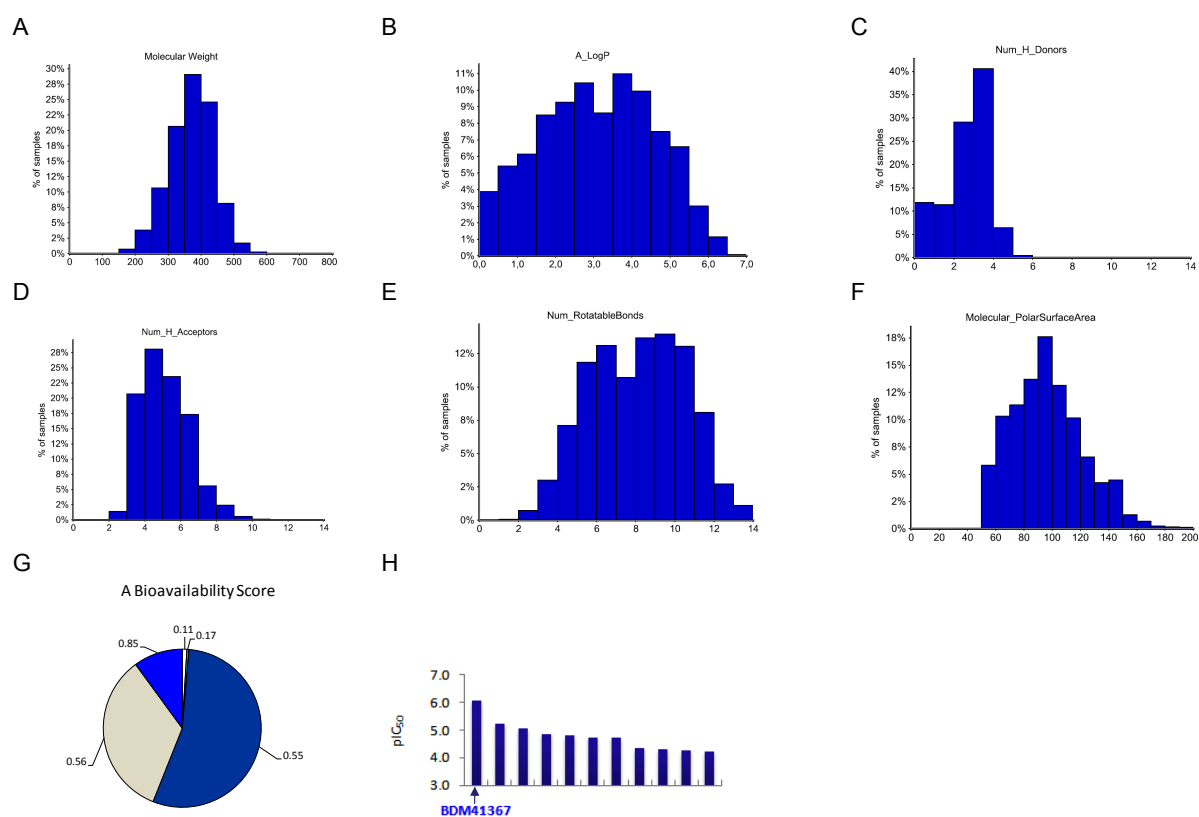 A
Molecular Weight
% of samples
30%
28%
25%
22%
20%
18%
15%
12%
10%
8%
5%
2%
0%
0 100 200 300 400 500 600 700 800
B
A_LogP
% of samples
11%
10%
9%
8%
7%
6%
5%
4%
3%
2%
1%
0%
0,0 1,0 2,0 3,0 4,0 5,0 6,0 7,0
C
Num_H_Donors
% of samples
40%
35%
30%
25%
20%
15%
10%
5%
0%
0 2 4 6 8 10 12 14
D
Num_H_Acceptors
% of samples
28%
25%
22%
20%
18%
15%
12%
10%
8%
5%
2%
0%
0 2 4 6 8 10 12 14
E
Num_RotatableBonds
% of samples
12%
10%
8%
5%
2%
0%
0 2 4 6 8 10 12 14
F
Molecular_PolarSurfaceArea
% of samples
18%
15%
12%
10%
8%
5%
2%
0%
0 20 40 60 80 100 120 140 160 180 200
G
A Bioavailability Score
0.11
0.17
0.85
0.56
0.55
H
pIC50
7.0
6.0
5.0
4.0
3.0
BDM41367